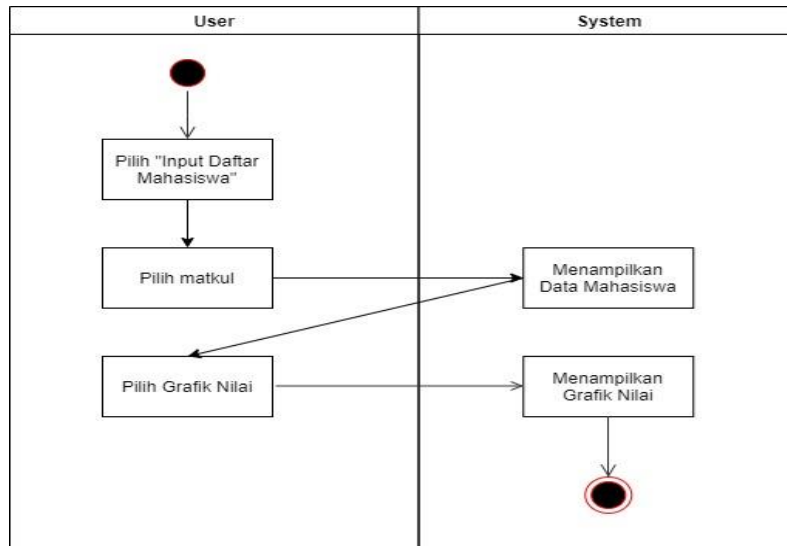 User
System
Pilih "Input Daftar
Mahasiswa"
Pilih matkul
Menampilkan
Data Mahasiswa
Pilih Grafik Nilai
Menampilkan
Grafik Nilai